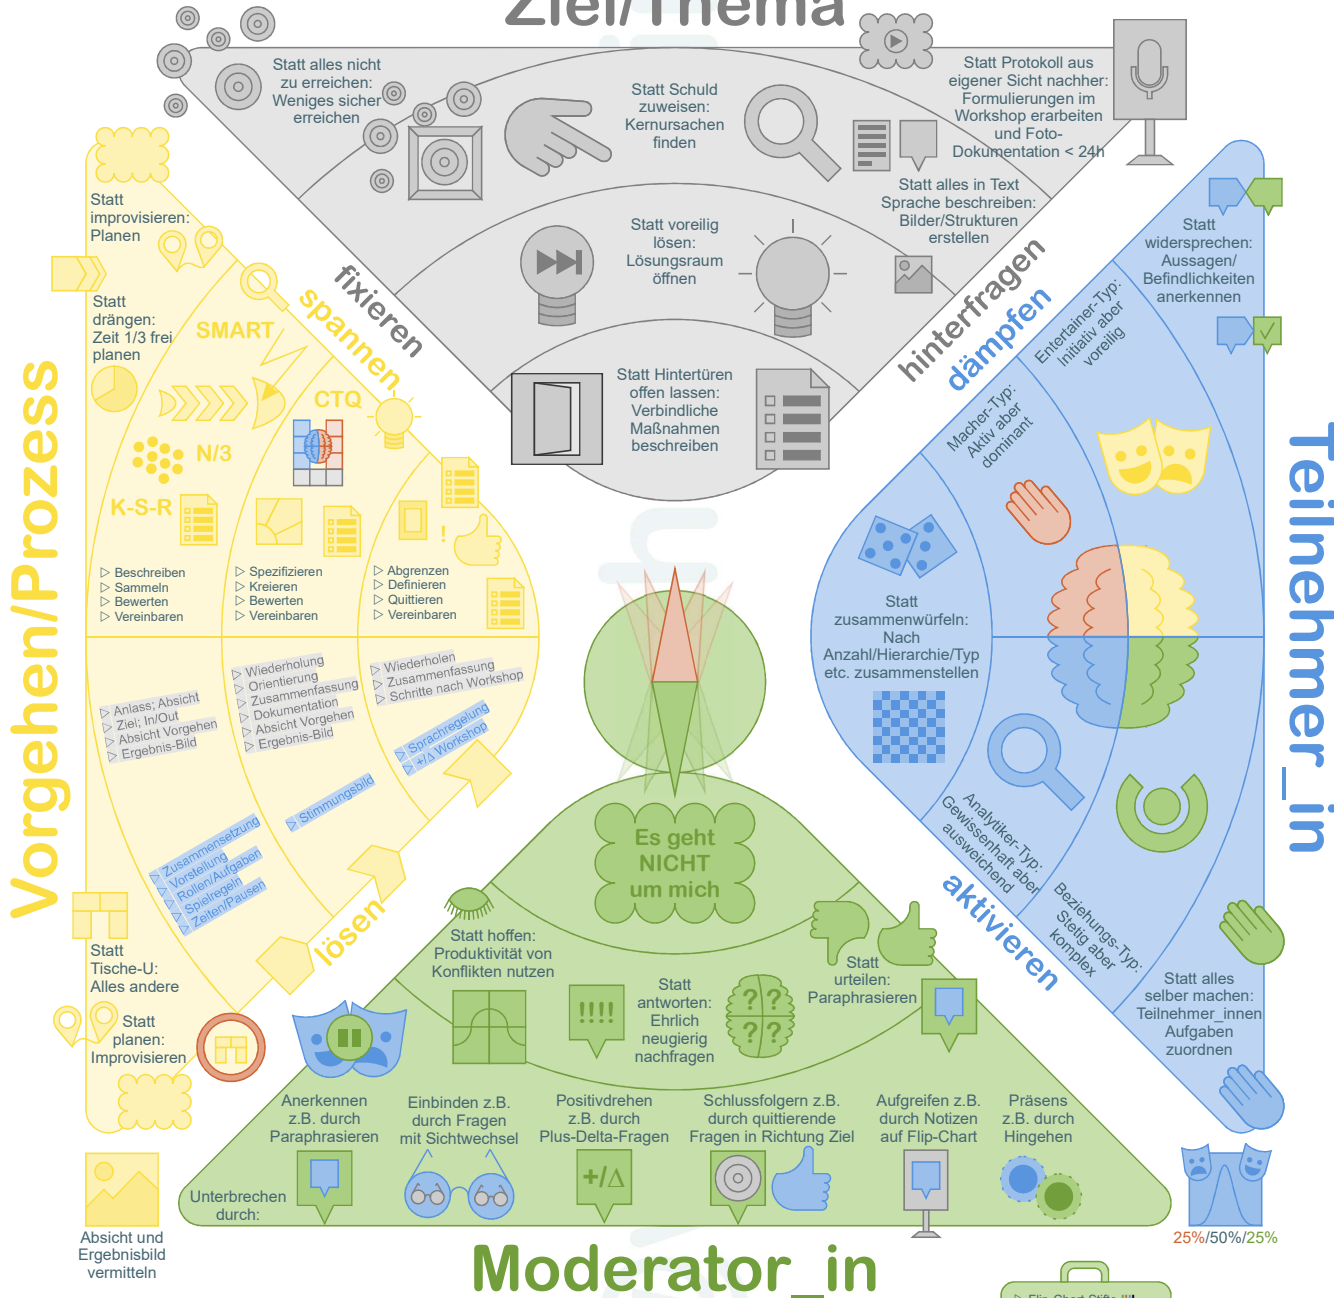 Ziel/Thema
Statt alles nicht
zu erreichen:
Weniges sicher
erreichen
Statt Schuld
zuweisen:
Kernursachen
finden
Statt Protokoll aus
eigener Sicht nachher:
Formulierungen im
Workshop erarbeiten
und Foto-
Dokumentation < 24h
Statt alles in Text
Sprache beschreiben:
Bilder/Strukturen
erstellen
Statt voreilig
lösen:
Lösungsraum
öffnen
Statt Hintertüren
offen lassen:
Verbindliche
Maßnahmen
beschreiben
fixieren
hinterfragen
Vorgehen/Prozess
Statt
improvisieren:
Planen
Statt
drängen:
Zeit 1/3 frei
planen
spannen
SMART
CTQ
N/3
K-S-R
!
▷ Beschreiben
▷ Sammeln
▷ Bewerten
▷ Vereinbaren
▷ Spezifizieren
▷ Kreieren
▷ Bewerten
▷ Vereinbaren
▷ Abgrenzen
▷ Definieren
▷ Quittieren
▷ Vereinbaren
▷ Anlass; Absicht
▷ Ziel; In/Out
▷ Absicht Vorgehen
▷ Ergebnis-Bild
▷ Wiederholung
▷ Orientierung
▷ Zusammenfassung
▷ Dokumentation
▷ Absicht Vorgehen
▷ Ergebnis-Bild
▷ Wiederholen
▷ Zusammenfassung
▷ Schritte nach Workshop
▷ Sprachregelung
▷ +/Δ Workshop
▷ Stimmungsbild
▷ Zusammensetzung
▷ Vorstellung
▷ Rollen/Aufgaben
▷ Spielregeln
▷ Zeiten/Pausen
lösen
Statt
Tische-U:
Alles andere
Statt
planen:
Improvisieren
Absicht und
Ergebnisbild
vermitteln
Teilnehmer_in
dämpfen
Statt
widersprechen:
Aussagen/
Befindlichkeiten
anerkennen
Entertainer-Typ:
Initiativ aber
voreilig
Macher-Typ:
Aktiv aber
dominant
Statt
zusammenwürfeln:
Nach
Anzahl/Hierarchie/Typ
etc. zusammenstellen
Analytiker-Typ:
Gewissenhaft aber
ausweichend
Beziehungs-Typ:
Stetig aber
komplex
aktivieren
Statt alles
selber machen:
Teilnehmer_innen
Aufgaben
zuordnen
25%/50%/25%
Es geht
NICHT
um mich
Statt hoffen:
Produktivität von
Konflikten nutzen
!!!!
Statt
antworten:
Ehrlich
neugierig
nachfragen
? ?
? ?
Statt
urteilen:
Paraphrasieren
Anerkennen
z.B. durch
Paraphrasieren
Einbinden z.B.
durch Fragen
mit Sichtwechsel
Positivdrehen
z.B. durch
Plus-Delta-Fragen
Schlussfolgern z.B.
durch quittierende
Fragen in Richtung Ziel
Aufgreifen z.B.
durch Notizen
auf Flip-Chart
Präsens
z.B. durch
Hingehen
Unterbrechen
durch:
+/Δ
Moderator_in
▷ Flip-Chart-Stifte